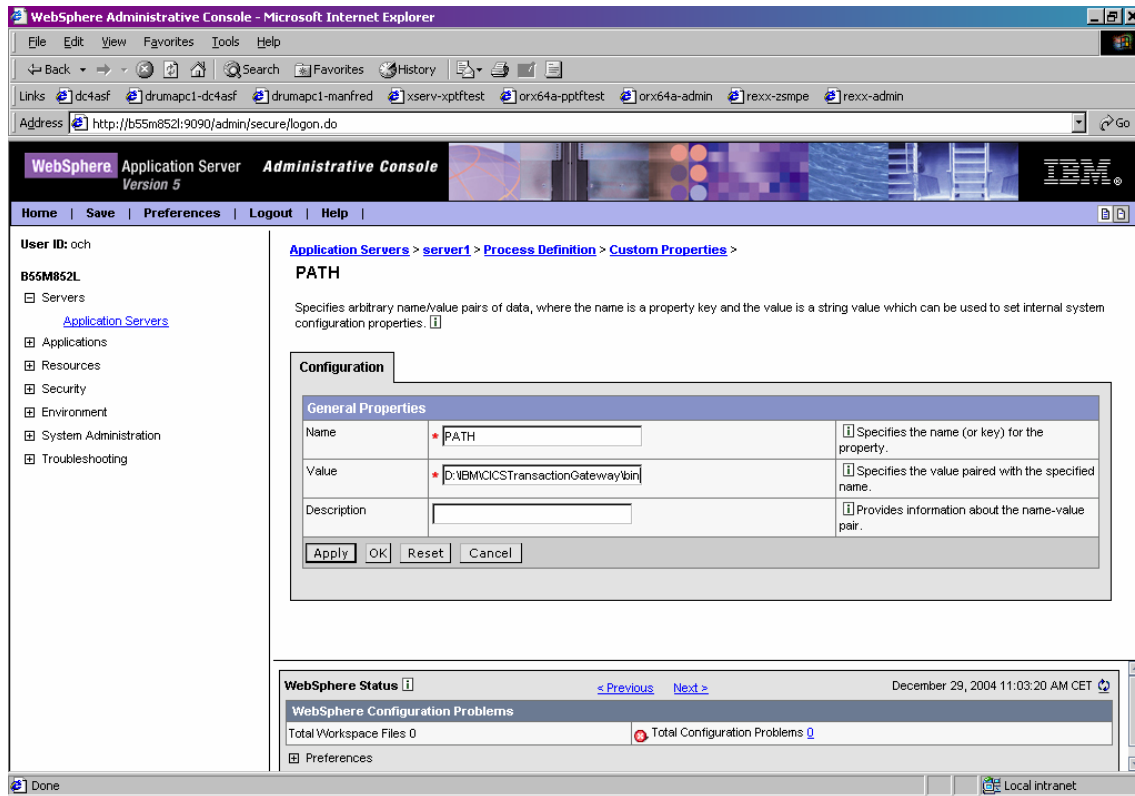 WebSphere Administrative Console - Microsoft Internet Explorer
File Edit View Favorites Tools Help
Back Search Favorites History
Links dc4asf drumapc1-dc4asf drumapc1-manfred xserv-xptftest orx64a-pptftest orx64a-admin rexx-zsmpe rexx-admin
Address http://b55m852l:9090/admin/secure/logon.do Go
WebSphere Application Server Administrative Console
Version 5
IBM
Home | Save | Preferences | Logout | Help |
User ID: och
B55M852L
Servers
Application Servers
Applications
Resources
Security
Environment
System Administration
Troubleshooting
Application Servers > server1 > Process Definition > Custom Properties >
PATH
Specifies arbitrary name/value pairs of data, where the name is a property key and the value is a string value which can be used to set internal system
configuration properties. i
Configuration
General Properties
Name * PATH i Specifies the name (or key) for the
property.
Value * D:\IBM\CICSTransactionGateway\bin i Specifies the value paired with the specified
name.
Description i Provides information about the name-value
pair.
Apply OK Reset Cancel
WebSphere Status i < Previous Next > December 29, 2004 11:03:20 AM CET
WebSphere Configuration Problems
Total Workspace Files 0 Total Configuration Problems 0
Preferences
Done Local intranet